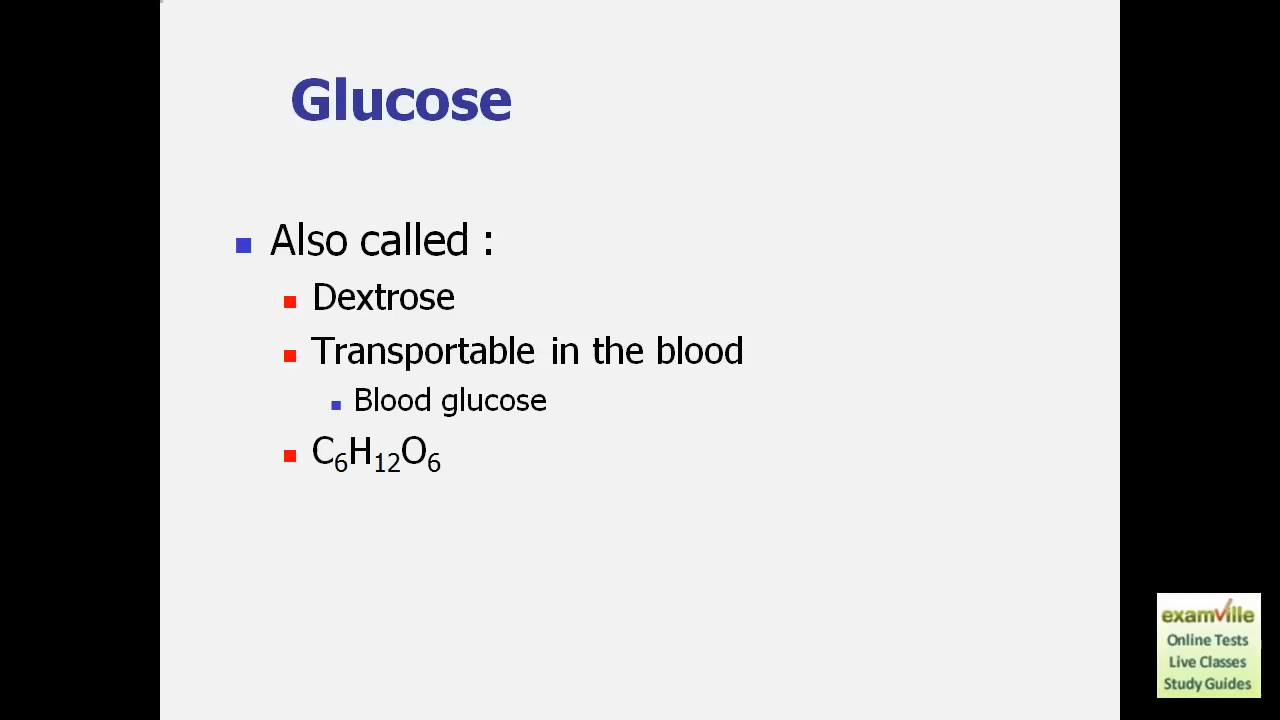 Glucose
Also called :
Dextrose
Transportable in the blood
Blood glucose
C₆H₁₂O₆
examville
Online Tests
Live Classes
Study Guides